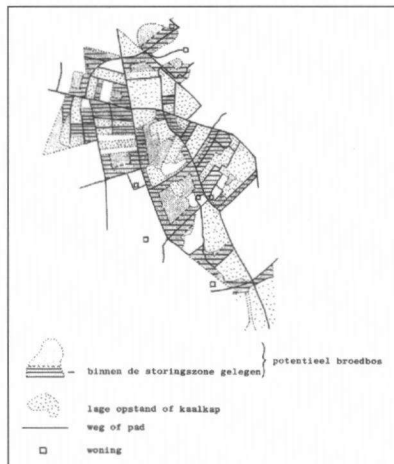 potentieel broedbos
binnen de storingszone gelegen
lage opstand of kaalkap
weg of pad
woning